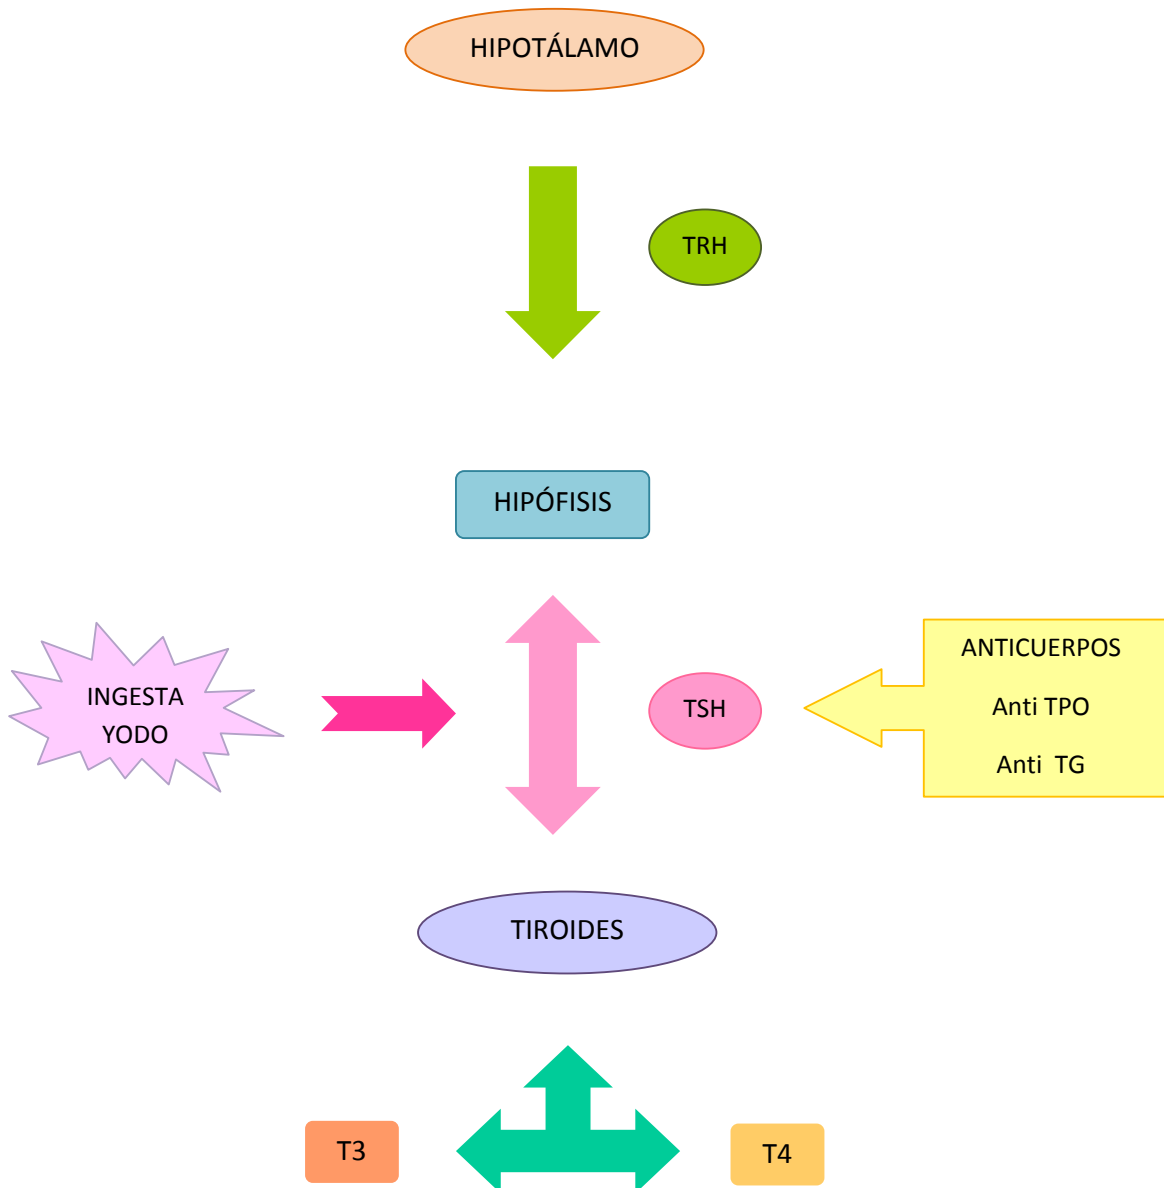 HIPOTÁLAMO
TRH
HIPÓFISIS
INGESTA
YODO
TSH
ANTICUERPOS
Anti TPO
Anti TG
TIROIDES
T3
T4